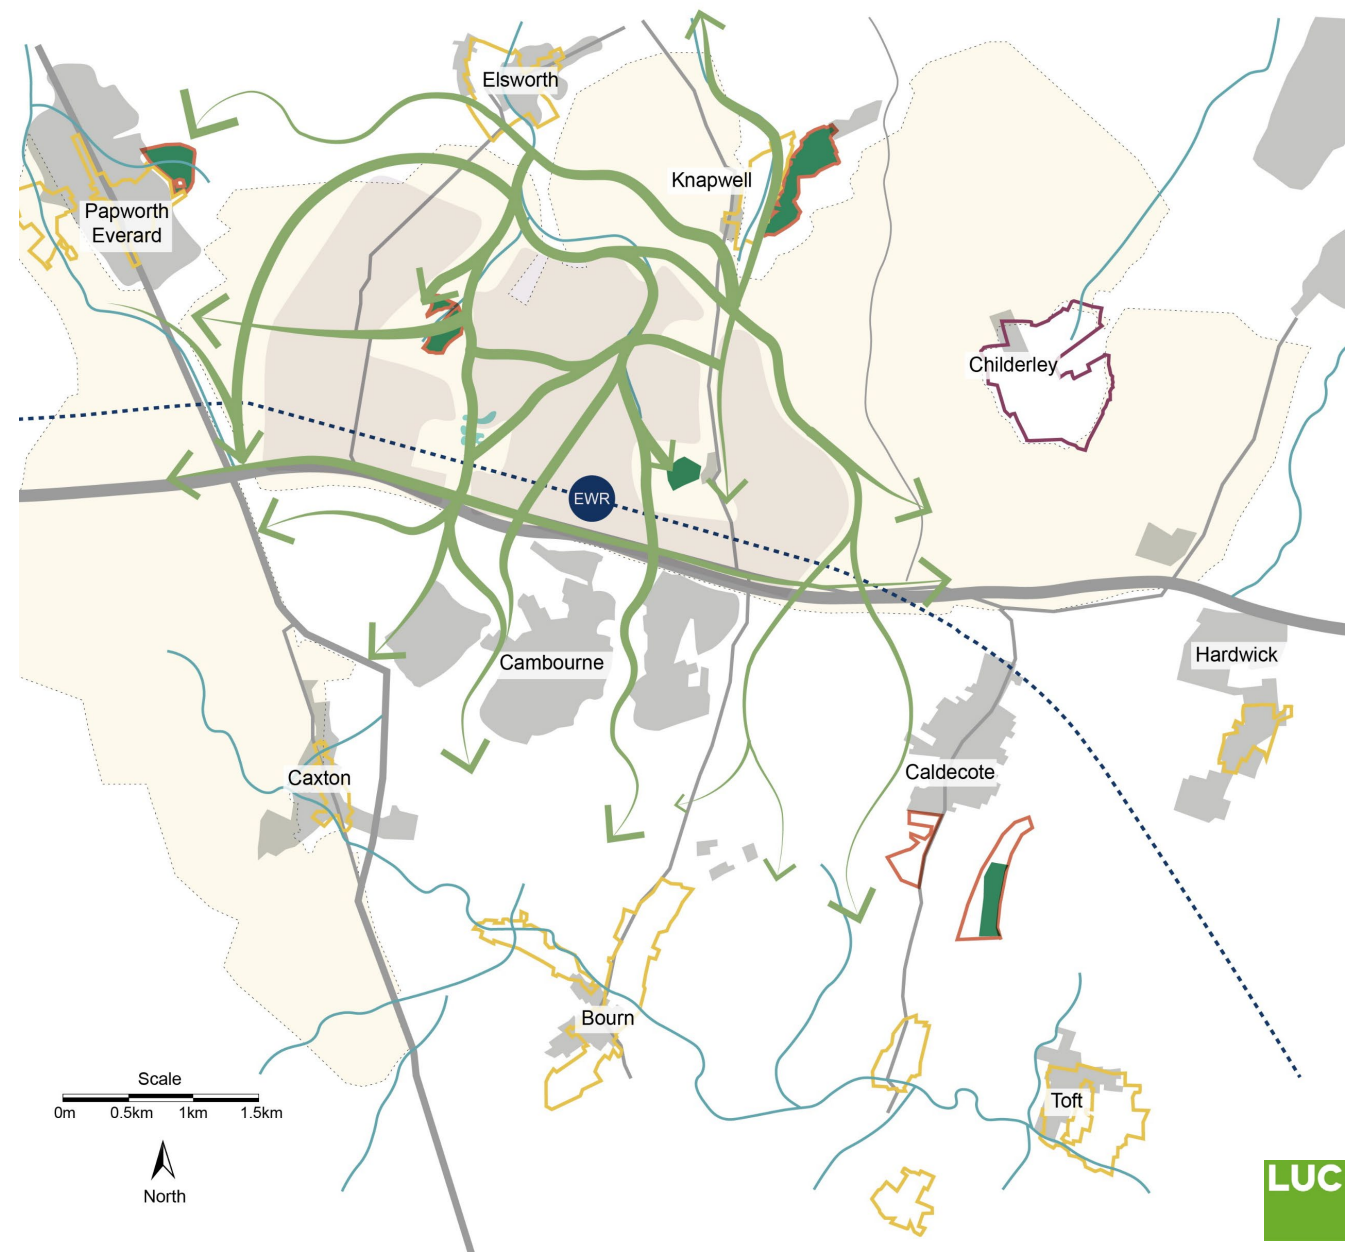 Elsworth
Knapwell
Papworth
Everard
Childerley
EWR
Hardwick
Cambourne
Caxton
Caldecote
Bourn
Scale
0m 0.5km 1km 1.5km
Toft
North
LUC